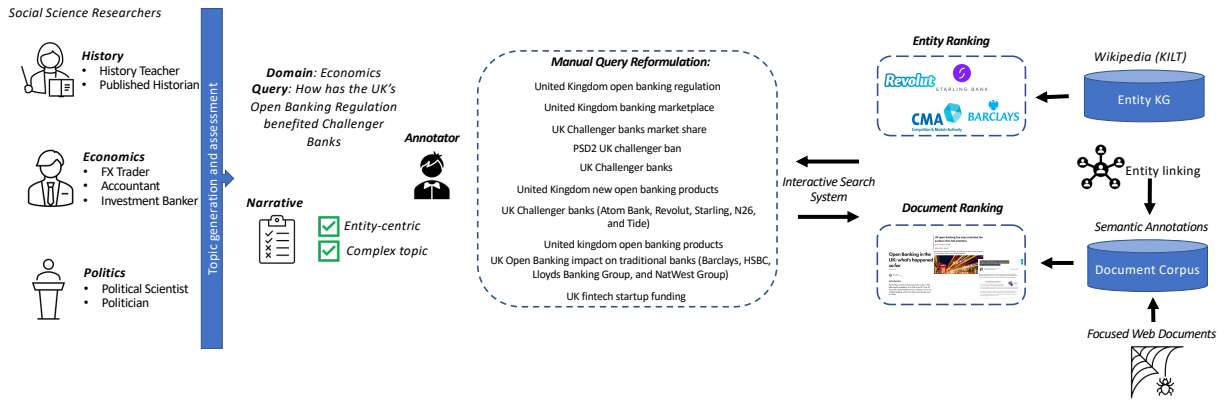 Social Science Researchers
History
• History Teacher
• Published Historian
Economics
• FX Trader
• Accountant
• Investment Banker
Politics
• Political Scientist
• Politician
Topic generation and assessment
Domain: Economics
Query: How has the UK's
Open Banking Regulation
benefited Challenger
Banks
Narrative
Entity-centric
Complex topic
Annotator
Manual Query Reformulation:
United Kingdom open banking regulation
United Kingdom banking marketplace
UK Challenger banks market share
PSD2 UK challenger ban
UK Challenger banks
United Kingdom new open banking products
UK Challenger banks (Atom Bank, Revolut, Starling, N26,
and Tide)
United kingdom open banking products
UK Open Banking impact on traditional banks (Barclays, HSBC,
Lloyds Banking Group, and NatWest Group)
UK fintech startup funding
Interactive Search
System
Entity Ranking
Revolut
STARLING BANK
CMA
Competition & Markets Authority
BARCLAYS
Document Ranking
Open Banking in
the UK: what's happened
so far
Wikipedia (KILT)
Entity KG
Entity linking
Semantic Annotations
Document Corpus
Focused Web Documents